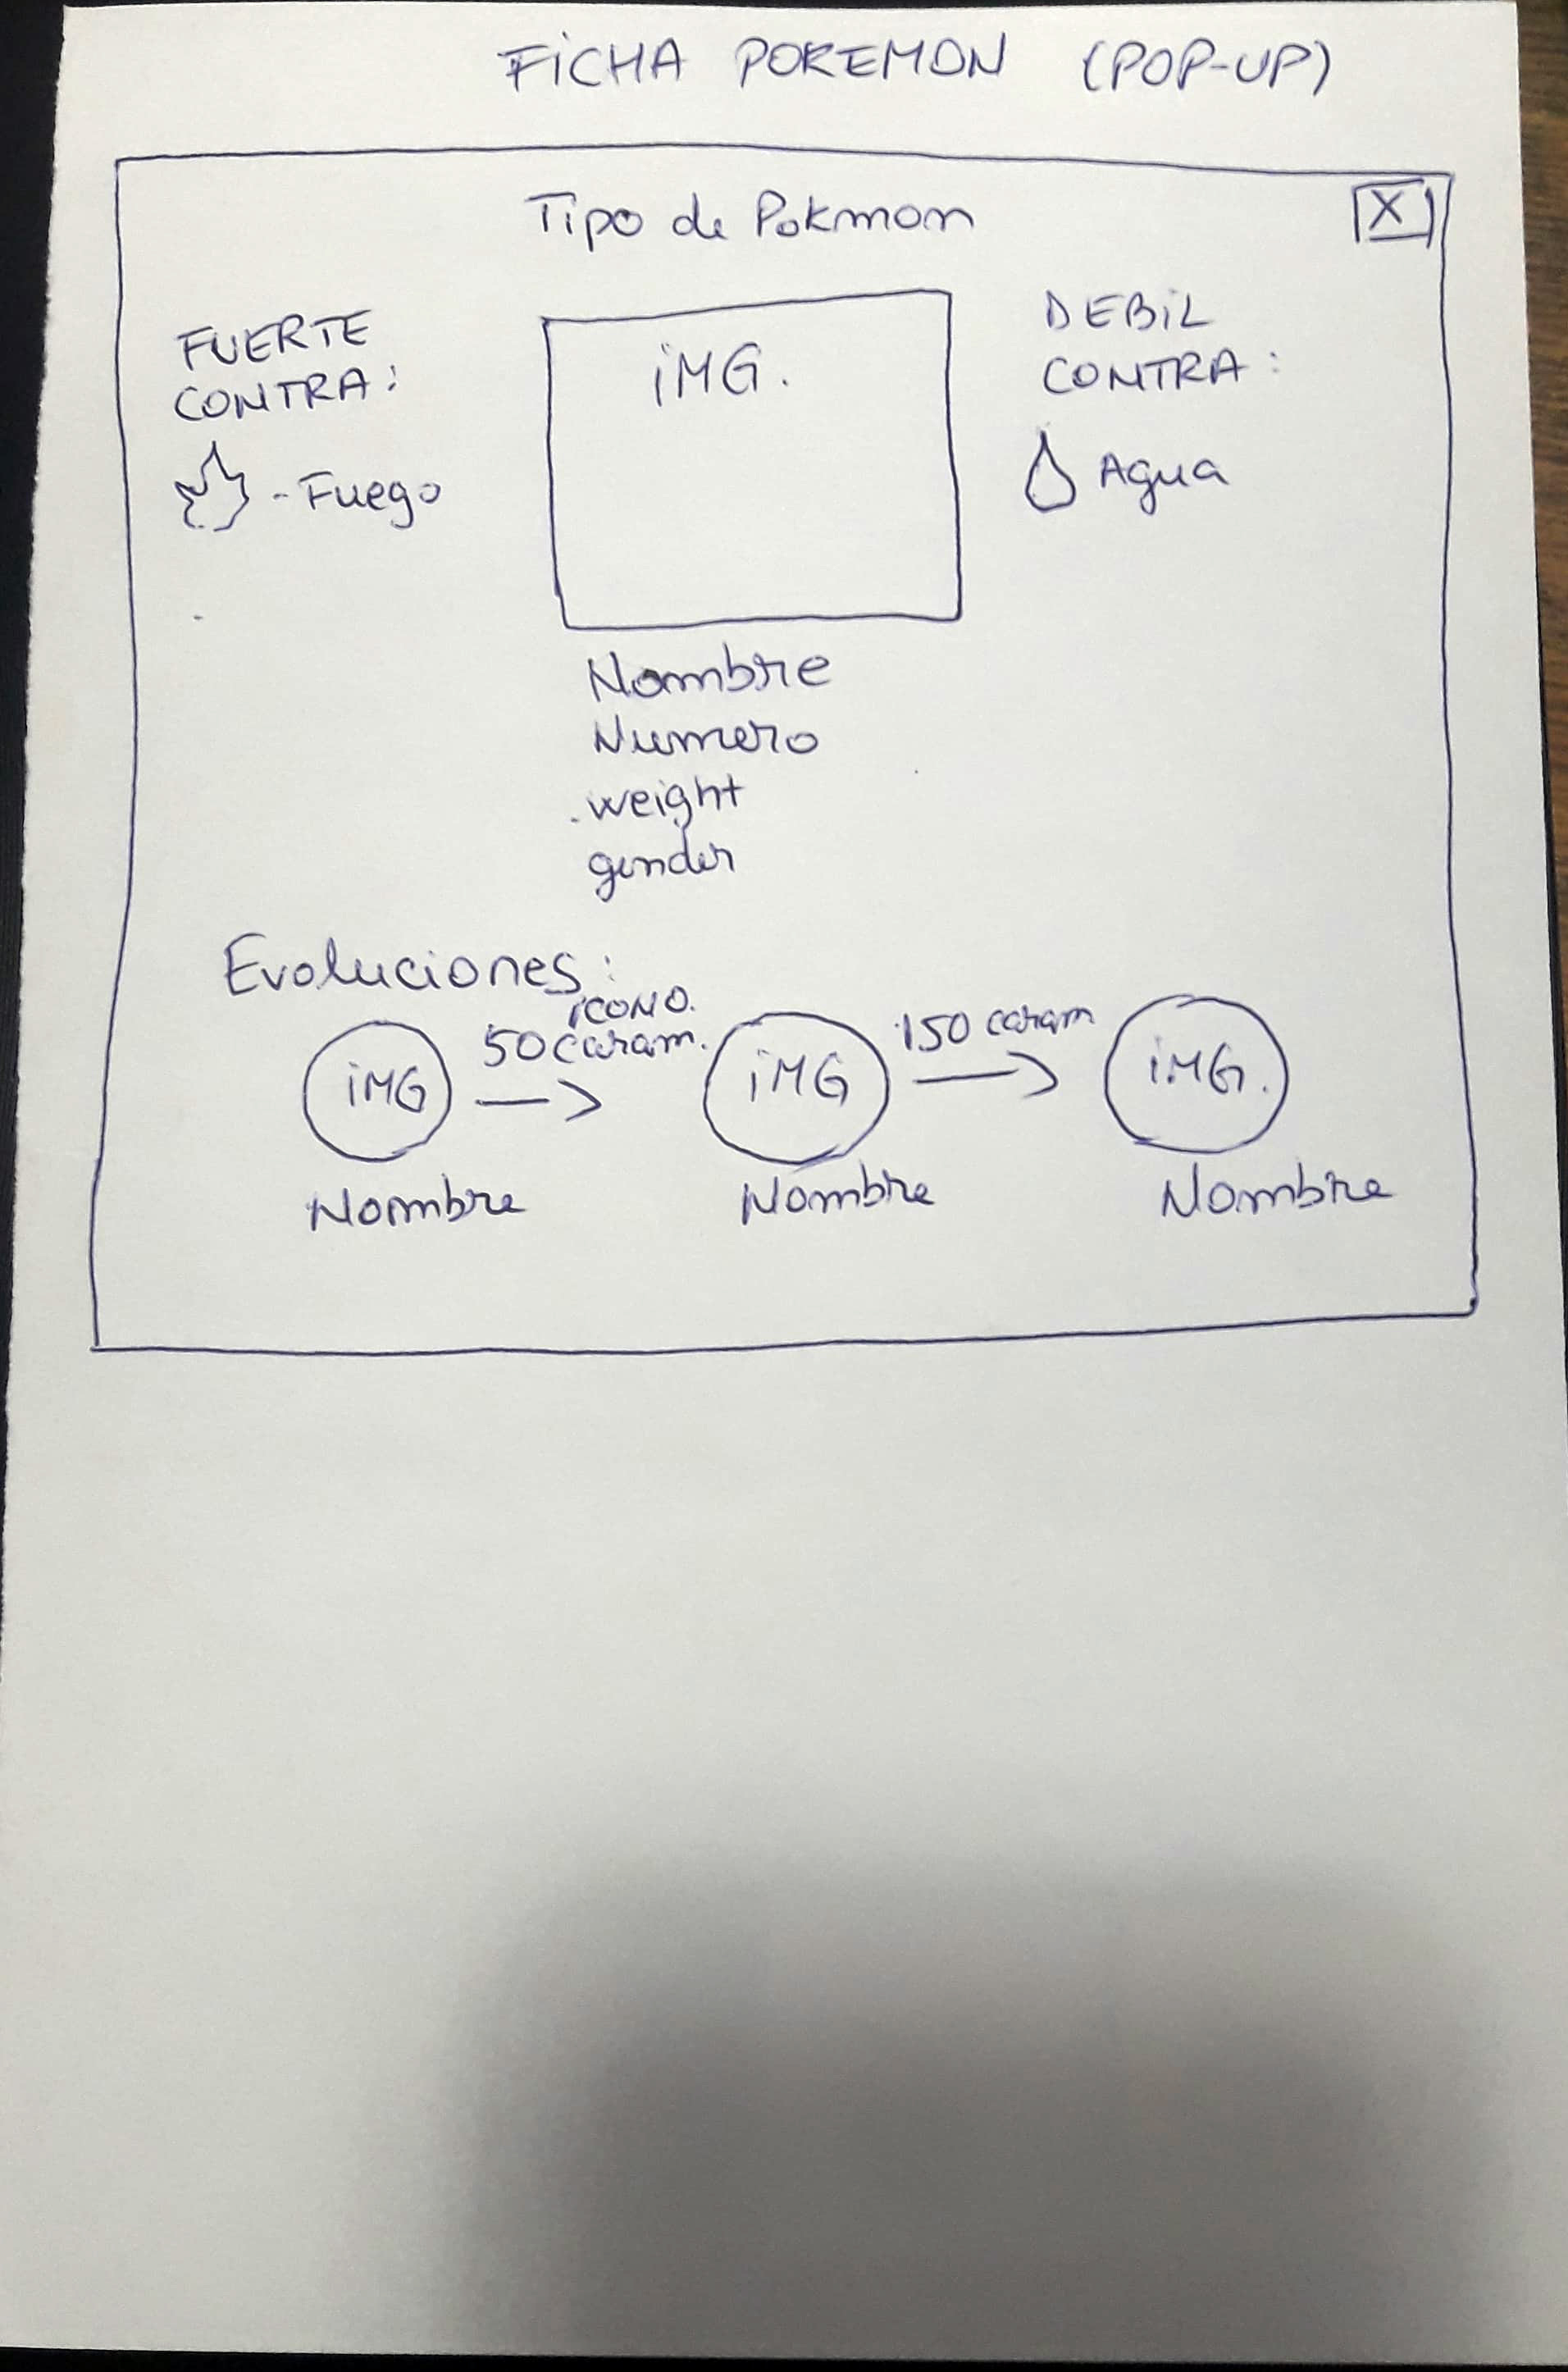 FiCHA POKEMON (POP-UP)
Tipo de Pokmon
X
FUERTE
CONTRA:
- Fuego
iMG.
DEBiL
CONTRA:
Agua
Nombre
Numero
weight
gender
Evoluciones:
iCONO.
50 caram.
150 caram
iMG
iMG
iMG.
Nombre
Nombre
Nombre